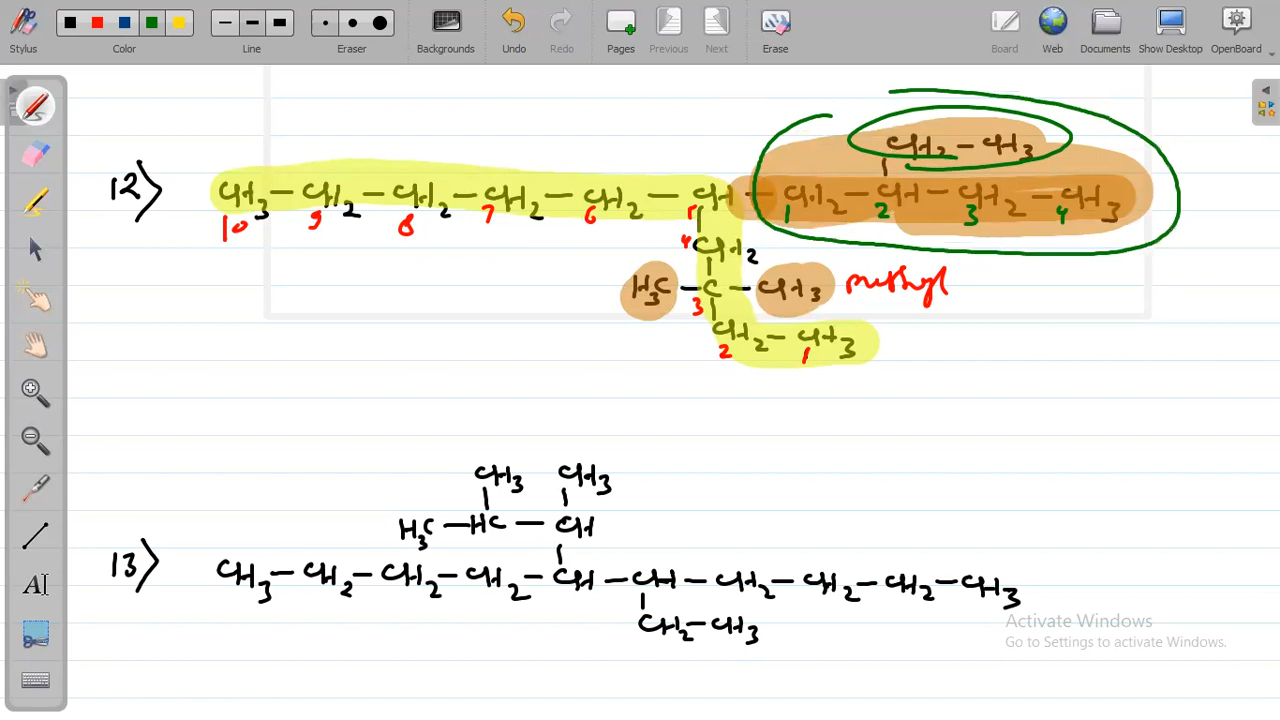 Stylus Color Line Eraser Backgrounds Undo Redo Pages Previous Next Erase Board Web Documents Show Desktop OpenBoard
CH2 – CH3
12) CH3 – CH2 – CH2 – CH2 – CH2 – CH – CH2 – CH – CH2 – CH3
10 9 8 7 6 5 1 2 3 4
4 CH2
H3C – C – CH3 methyl
3
CH2 – CH3
2 1
CH3 CH3
H3C – HC – CH
13) CH3 – CH2 – CH2 – CH2 – CH – CH – CH2 – CH2 – CH2 – CH3
CH2 – CH3
Activate Windows
Go to Settings to activate Windows.